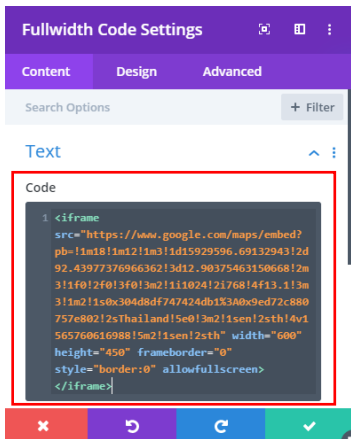 Fullwidth Code Settings
Content Design Advanced
Search Options + Filter
Text
Code
1 <iframe
src="https://www.google.com/maps/embed?
pb=!1m18!1m12!1m3!1d15929596.69132943!2d
92.43977376966362!3d12.90375463150668!2m
3!1f0!2f0!3f0!3m2!1i1024!2i768!4f13.1!3m
3!1m2!1s0x304d8df747424db1%3A0x9ed72c880
757e802!2sThailand!5e0!3m2!1sen!2sth!4v1
565760616988!5m2!1sen!2sth" width="600"
height="450" frameborder="0"
style="border:0" allowfullscreen>
</iframe>